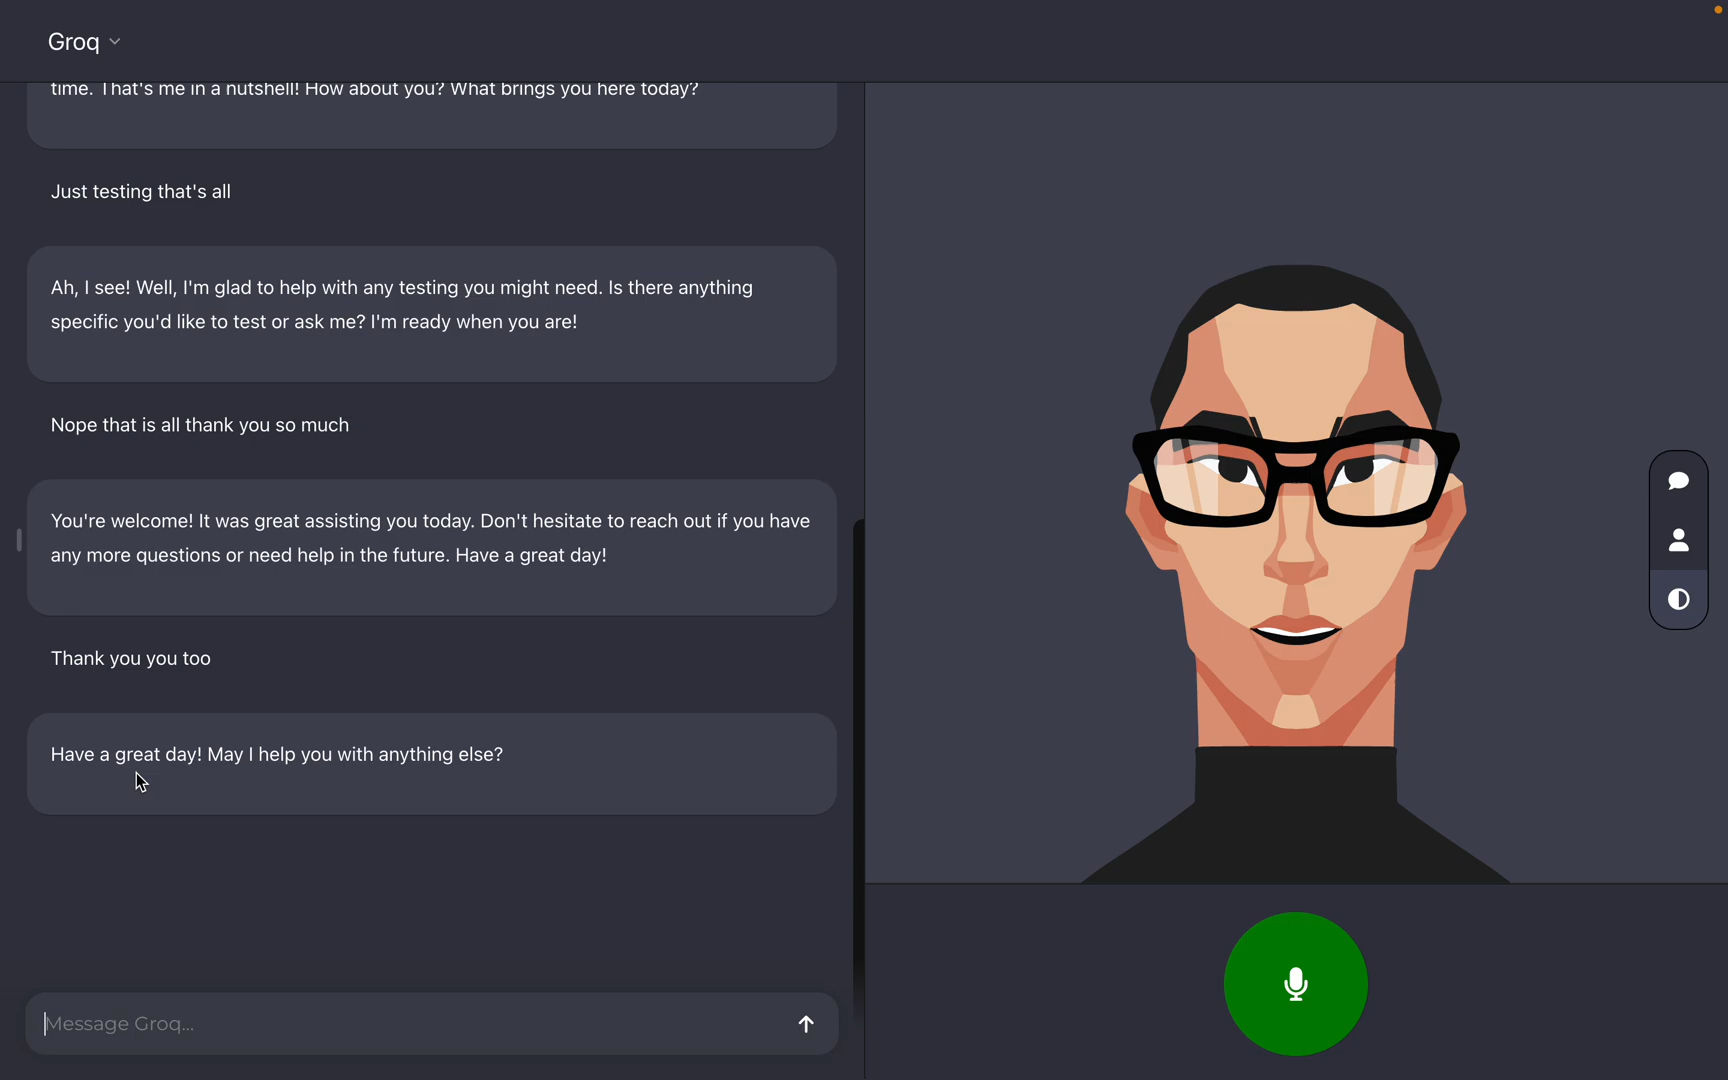 Groq
time. That's me in a nutshell! How about you? What brings you here today?
Just testing that's all
Ah, I see! Well, I'm glad to help with any testing you might need. Is there anything
specific you'd like to test or ask me? I'm ready when you are!
Nope that is all thank you so much
You're welcome! It was great assisting you today. Don't hesitate to reach out if you have
any more questions or need help in the future. Have a great day!
Thank you you too
Have a great day! May I help you with anything else?
Message Groq...